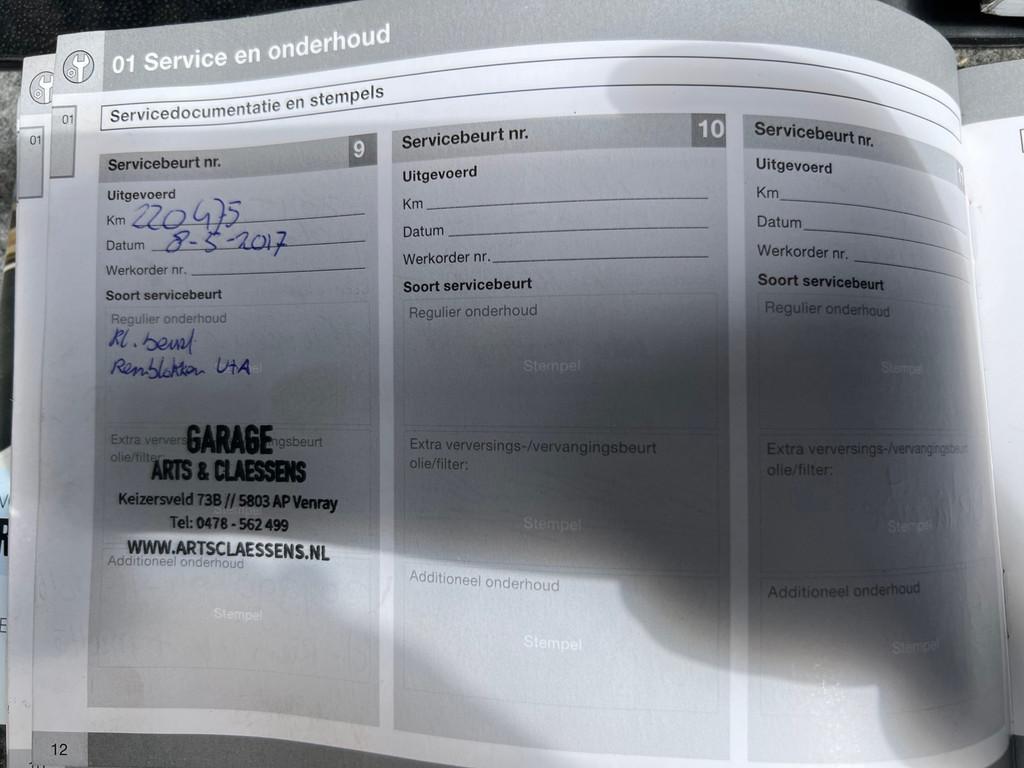 01 Service en onderhoud
01
01
Servicedocumentatie en stempels
Servicebeurt nr. 9
Uitgevoerd
Km 220475
Datum 8-5-2017
Werkorder nr.
Soort servicebeurt
Regulier onderhoud
Kl. beurt
Remblokken V+A
Extra ververs ngsbeurt
olie/filter:
GARAGE
ARTS & CLAESSENS
Keizersveld 73B // 5803 AP Venray
Tel: 0478 - 562 499
WWW.ARTSCLAESSENS.NL
Additioneel onderhoud
Stempel
Servicebeurt nr. 10
Uitgevoerd
Km
Datum
Werkorder nr.
Soort servicebeurt
Regulier onderhoud
Stempel
Extra verversings-/vervangingsbeurt
olie/filter:
Stempel
Additioneel onderhoud
Stempel
Servicebeurt nr.
Uitgevoerd
Km
Datum
Werkorder nr.
Soort servicebeurt
Regulier onderhoud
Stempel
Extra verversings-/vervangingsbeurt
olie/filter:
Stempel
Additioneel onderhoud
Stempel
12